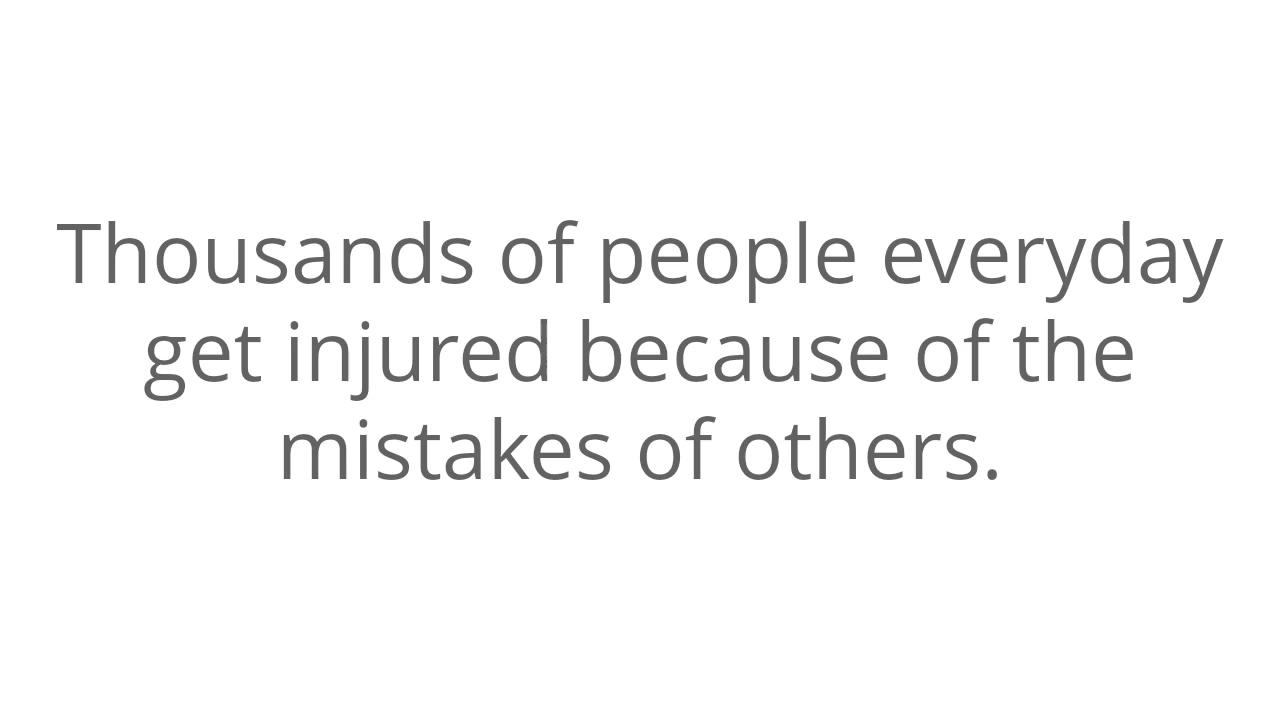 Thousands of people everyday
get injured because of the
mistakes of others.